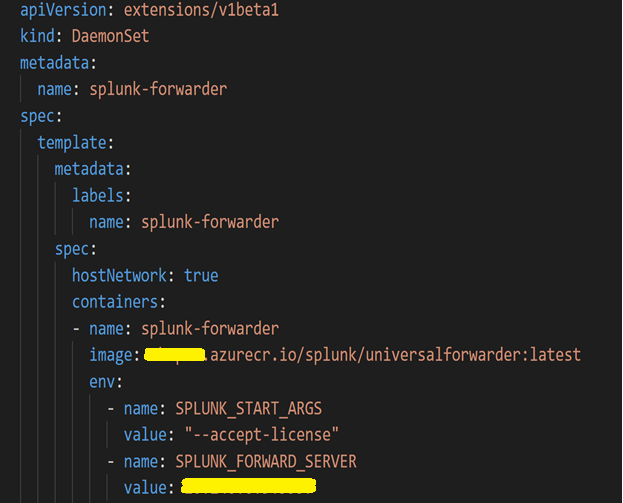 apiVersion: extensions/v1beta1
kind: DaemonSet
metadata:
  name: splunk-forwarder
spec:
  template:
    metadata:
      labels:
        name: splunk-forwarder
    spec:
      hostNetwork: true
      containers:
      - name: splunk-forwarder
        image: .azurecr.io/splunk/universalforwarder:latest
        env:
          - name: SPLUNK_START_ARGS
            value: "--accept-license"
          - name: SPLUNK_FORWARD_SERVER
            value: